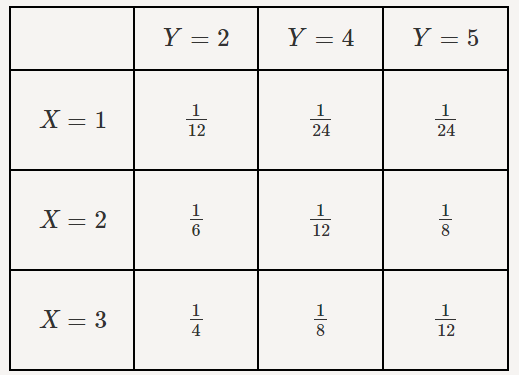 Y = 2 Y = 4 Y = 5
X = 1 1/12 1/24 1/24
X = 2 1/6 1/12 1/8
X = 3 1/4 1/8 1/12